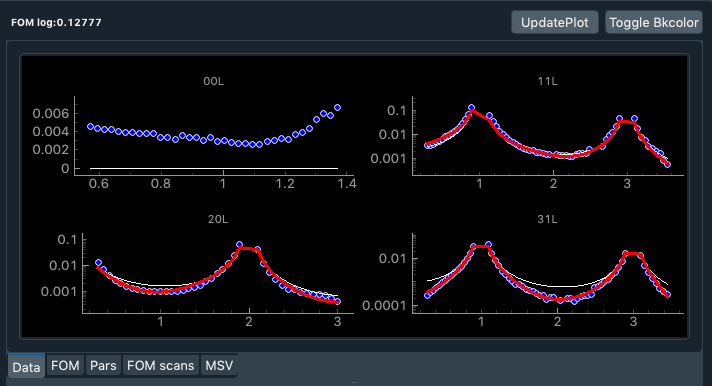 FOM log:0.12777
UpdatePlot
Toggle Bkcolor
00L
0.006
0.004
0.002
0
0.6
0.8
1
1.2
1.4
11L
0.1
0.01
0.001
1
2
3
20L
0.1
0.01
0.001
1
2
3
31L
0.01
0.0001
1
2
3
Data
FOM
Pars
FOM scans
MSV